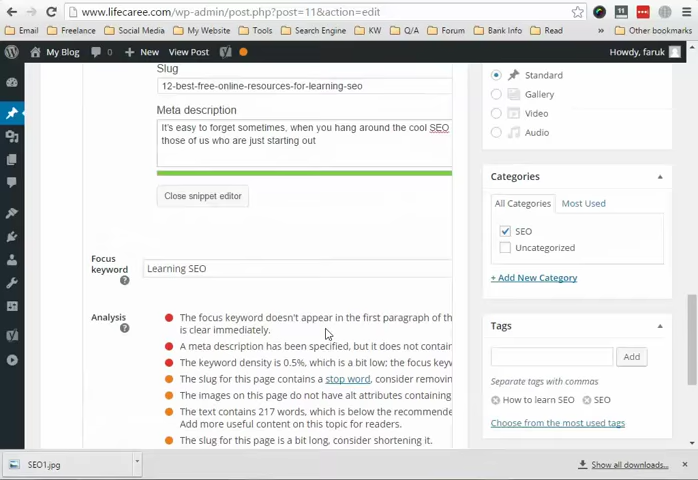 www.lifecaree.com/wp-admin/post.php?post=11&action=edit
Email
Freelance
Social Media
My Website
Tools
Search Engine
KW
Q/A
Forum
Bank Info
Read
Other bookmarks
My Blog
0
New
View Post
Howdy, faruk
Slug
12-best-free-online-resources-for-learning-seo
Meta description
It's easy to forget sometimes, when you hang around the cool SEO
those of us who are just starting out
Close snippet editor
Focus
keyword
Learning SEO
Analysis
The focus keyword doesn't appear in the first paragraph of th
is clear immediately.
A meta description has been specified, but it does not contain
The keyword density is 0.5%, which is a bit low; the focus keyw
The slug for this page contains a stop word, consider removin
The images on this page do not have alt attributes containing
The text contains 217 words, which is below the recommende
Add more useful content on this topic for readers.
The slug for this page is a bit long, consider shortening it.
Standard
Gallery
Video
Audio
Categories
All Categories
Most Used
SEO
Uncategorized
+ Add New Category
Tags
Add
Separate tags with commas
How to learn SEO
SEO
Choose from the most used tags
SEO1.jpg
Show all downloads...